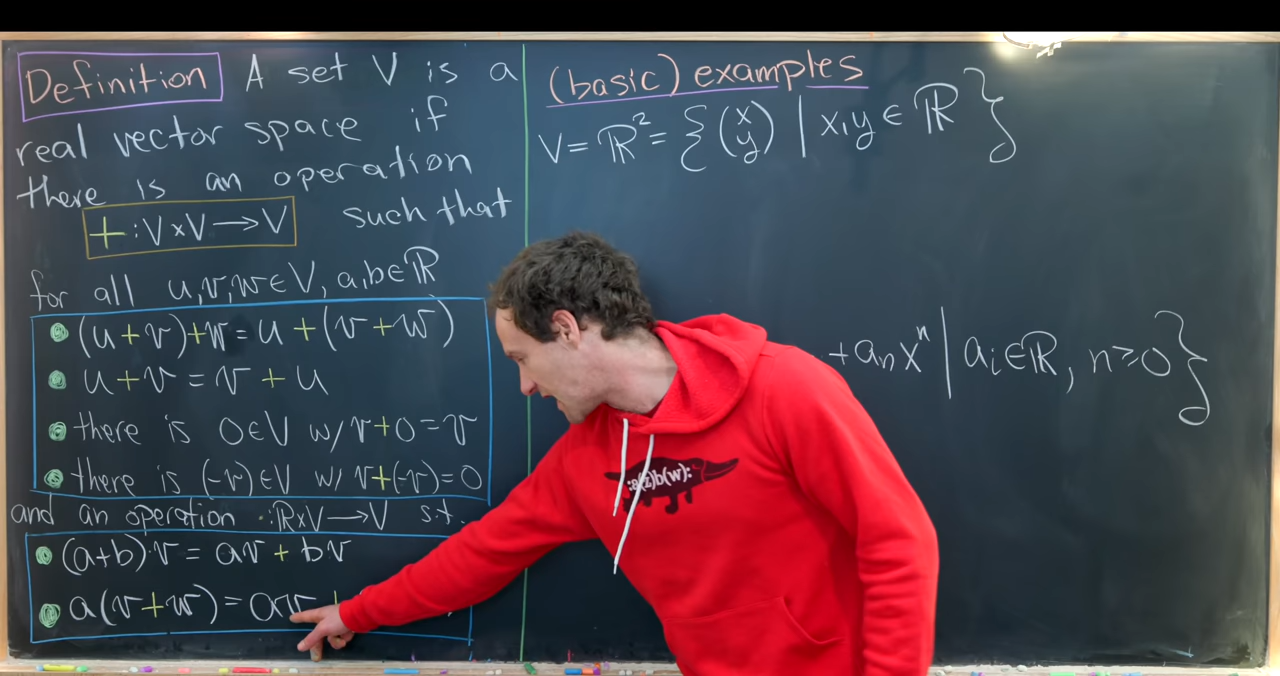 Definition A set V is a
real vector space if
there is an operation
+ : V × V → V such that
for all u, v, w ∈ V, a, b ∈ ℝ
• (u + v) + w = u + (v + w)
• u + v = v + u
• there is 0 ∈ V w/ v + 0 = v
• there is (-v) ∈ V w/ v + (-v) = 0
and an operation · : ℝ × V → V s.t.
• (a + b) · v = av + bv
• a(v + w) = av +
(basic) examples
V = ℝ² = { (x y) | x, y ∈ ℝ }
+ aₙxⁿ | aᵢ ∈ ℝ, n ≥ 0 }
:a(z)b(w):